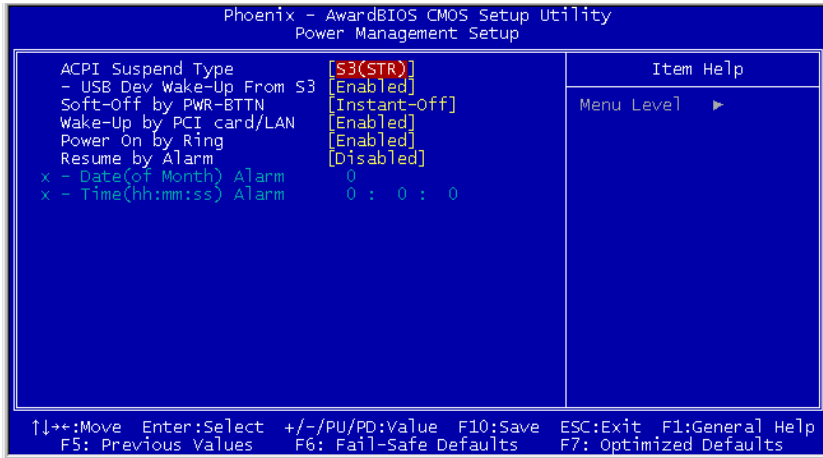 Phoenix - AwardBIOS CMOS Setup Utility
Power Management Setup
ACPI Suspend Type [S3(STR)]
- USB Dev Wake-Up From S3 [Enabled]
Soft-Off by PWR-BTTN [Instant-Off]
Wake-Up by PCI card/LAN [Enabled]
Power On by Ring [Enabled]
Resume by Alarm [Disabled]
x - Date(of Month) Alarm 0
x - Time(hh:mm:ss) Alarm 0 : 0 : 0
Item Help
Menu Level ►
↑↓→←:Move Enter:Select +/-/PU/PD:Value F10:Save ESC:Exit F1:General Help
F5: Previous Values F6: Fail-Safe Defaults F7: Optimized Defaults